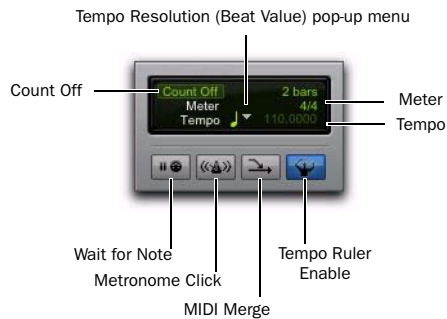 Tempo Resolution (Beat Value) pop-up menu
Count Off
Count Off 2 bars
Meter 4/4
Tempo 110.0000
Meter
Tempo
Wait for Note
Metronome Click
MIDI Merge
Tempo Ruler
Enable